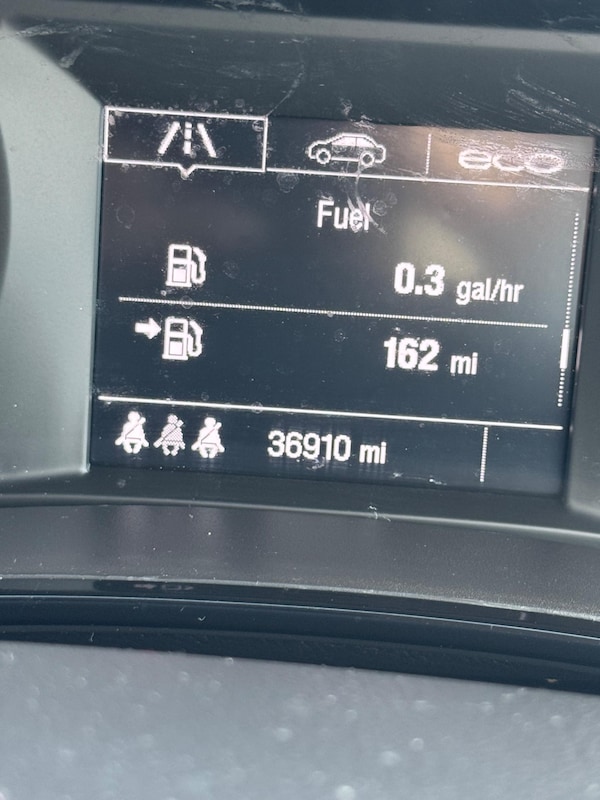 eco
Fuel
0.3 gal/hr
162 mi
36910 mi